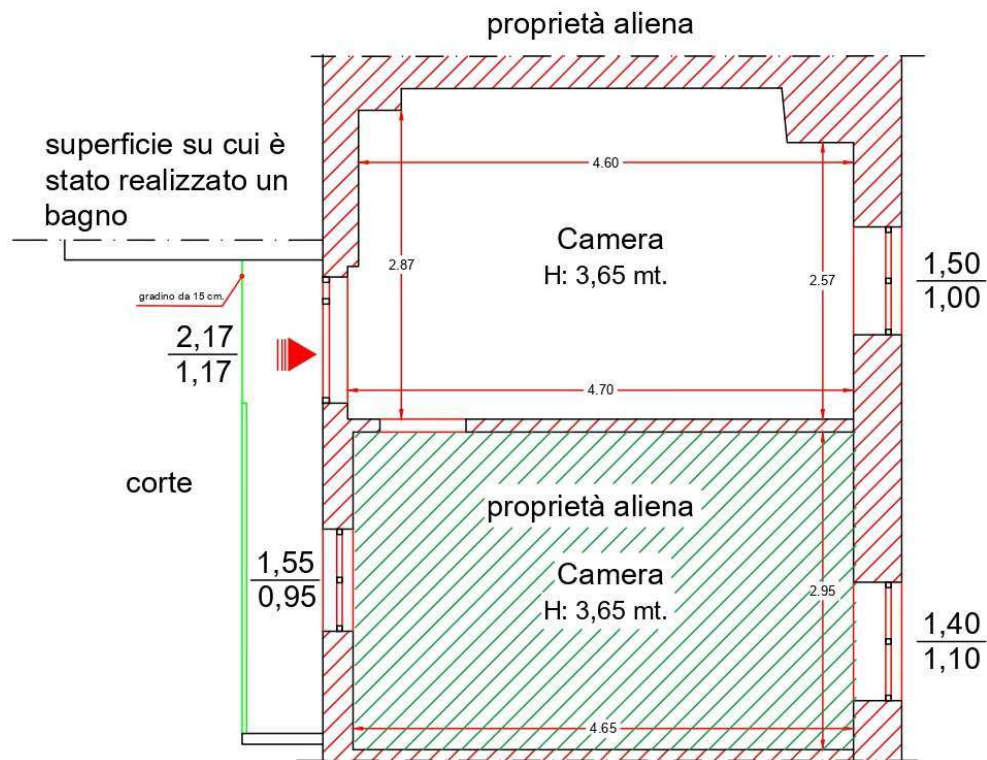 proprietà aliena
superficie su cui è
stato realizzato un
bagno
4.60
Camera
H: 3,65 mt.
2.87
2.57
1,50
1,00
gradino da 15 cm.
2,17
1,17
4.70
corte
proprietà aliena
Camera
H: 3,65 mt.
1,55
0,95
2.95
1,40
1,10
4.65